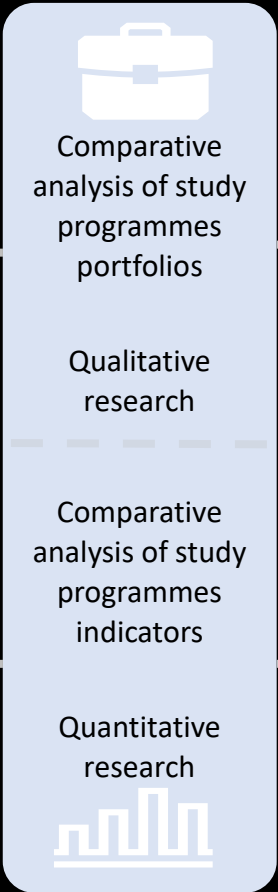 Comparative
analysis of study
programmes
portfolios
Qualitative
research
Comparative
analysis of study
programmes
indicators
Quantitative
research